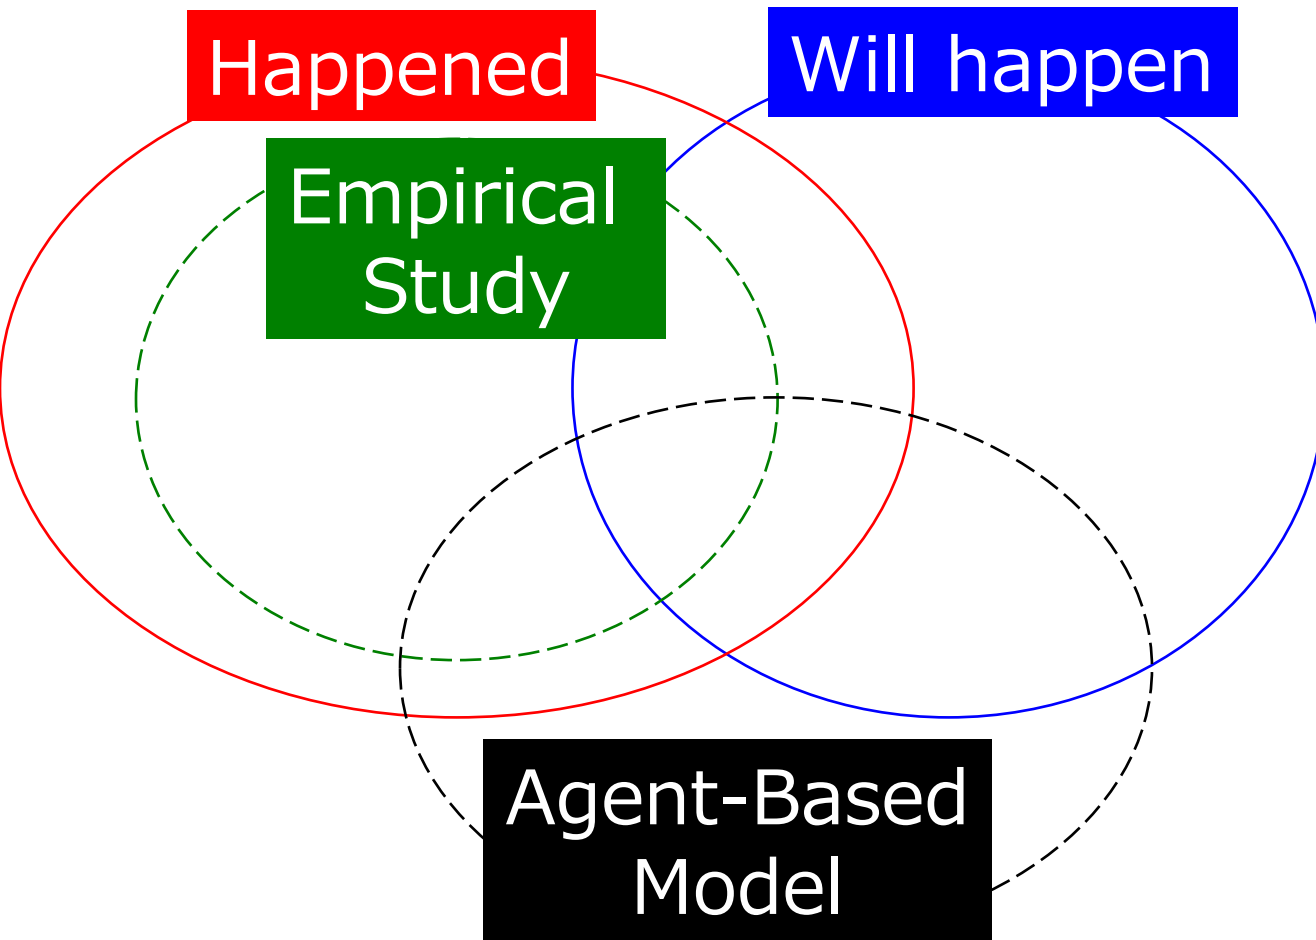 Happened
Will happen
Empirical
Study
Agent-Based
Model